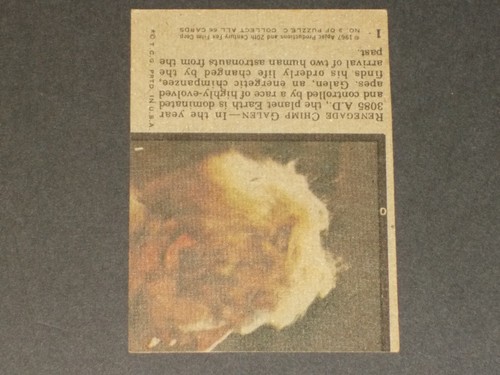 RENEGADE CHIMP GALEN—In the year
3085 A.D., the planet Earth is dominated
and controlled by a race of highly-evolved
apes. Galen, an energetic chimpanzee,
finds his orderly life changed by the
arrival of two human astronauts from the
past.
1
© 1967 Apjac Productions and 20th Century Fox Film Corp.
NO. OF PUZZLE C COLLECT ALL 66 CARDS
T.C.G. PRTD. IN U.S.A.